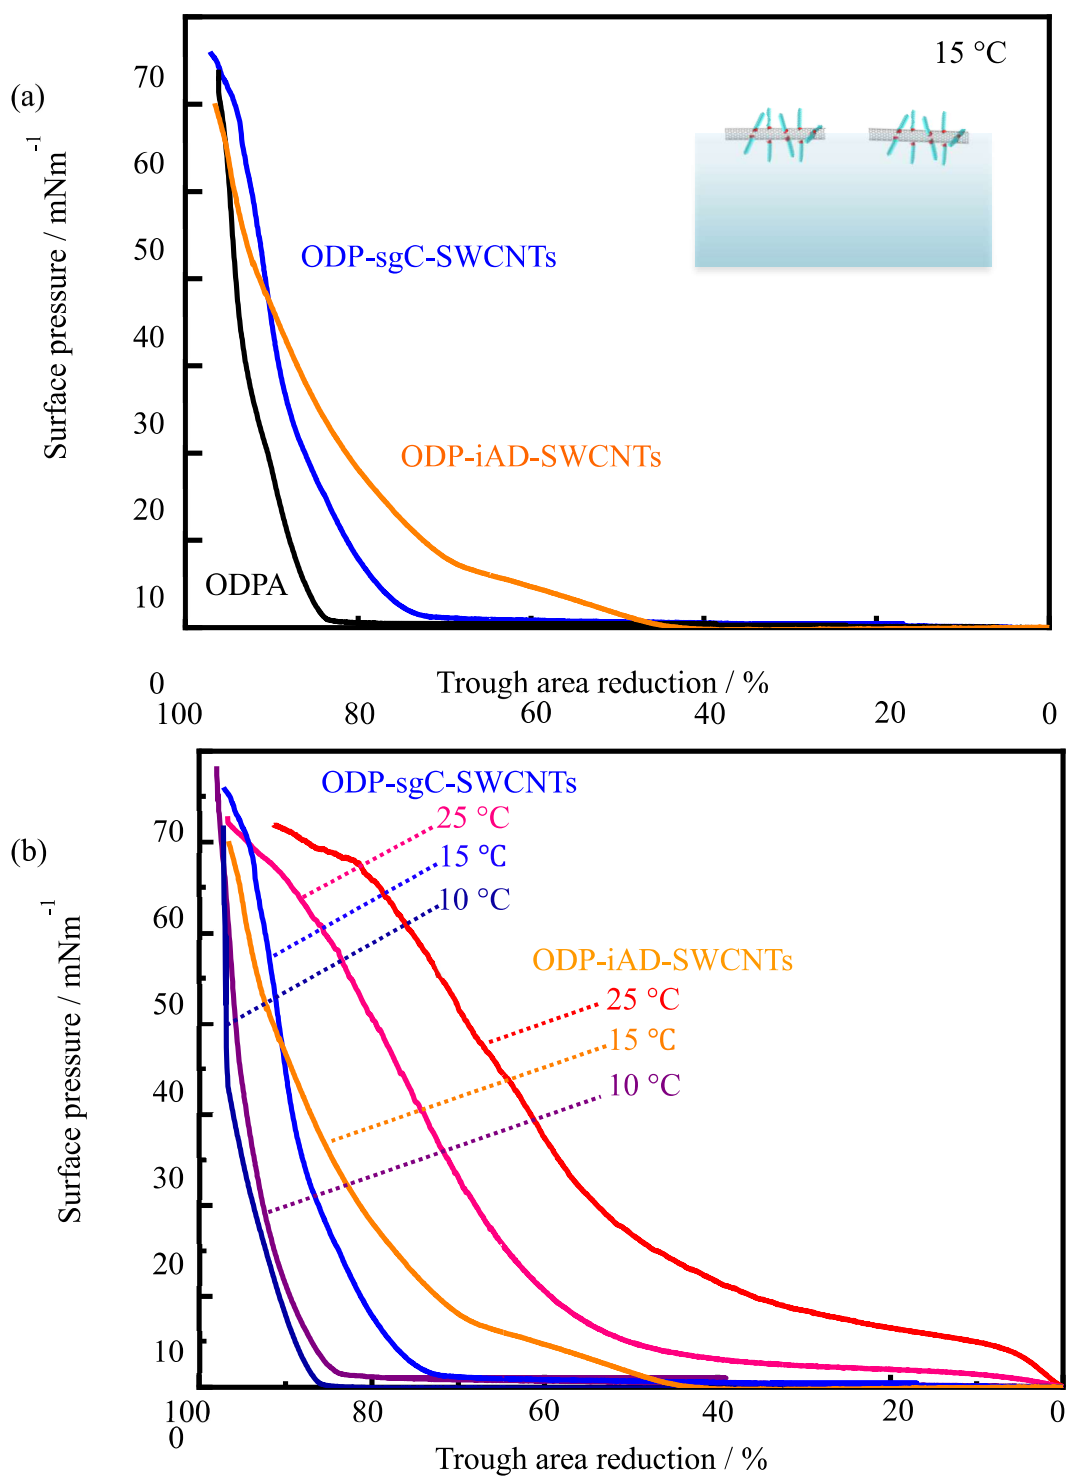 15 °C
(a)
70
60
50
40
30
20
10
0
Surface pressure / mNm-1
ODP-sgC-SWCNTs
ODP-iAD-SWCNTs
ODPA
Trough area reduction / %
100 80 60 40 20 0
(b)
ODP-sgC-SWCNTs
25 °C
15 °C
10 °C
ODP-iAD-SWCNTs
25 °C
15 °C
10 °C
70
60
50
40
30
20
10
0
Surface pressure / mNm-1
100 80 60 40 20 0
Trough area reduction / %